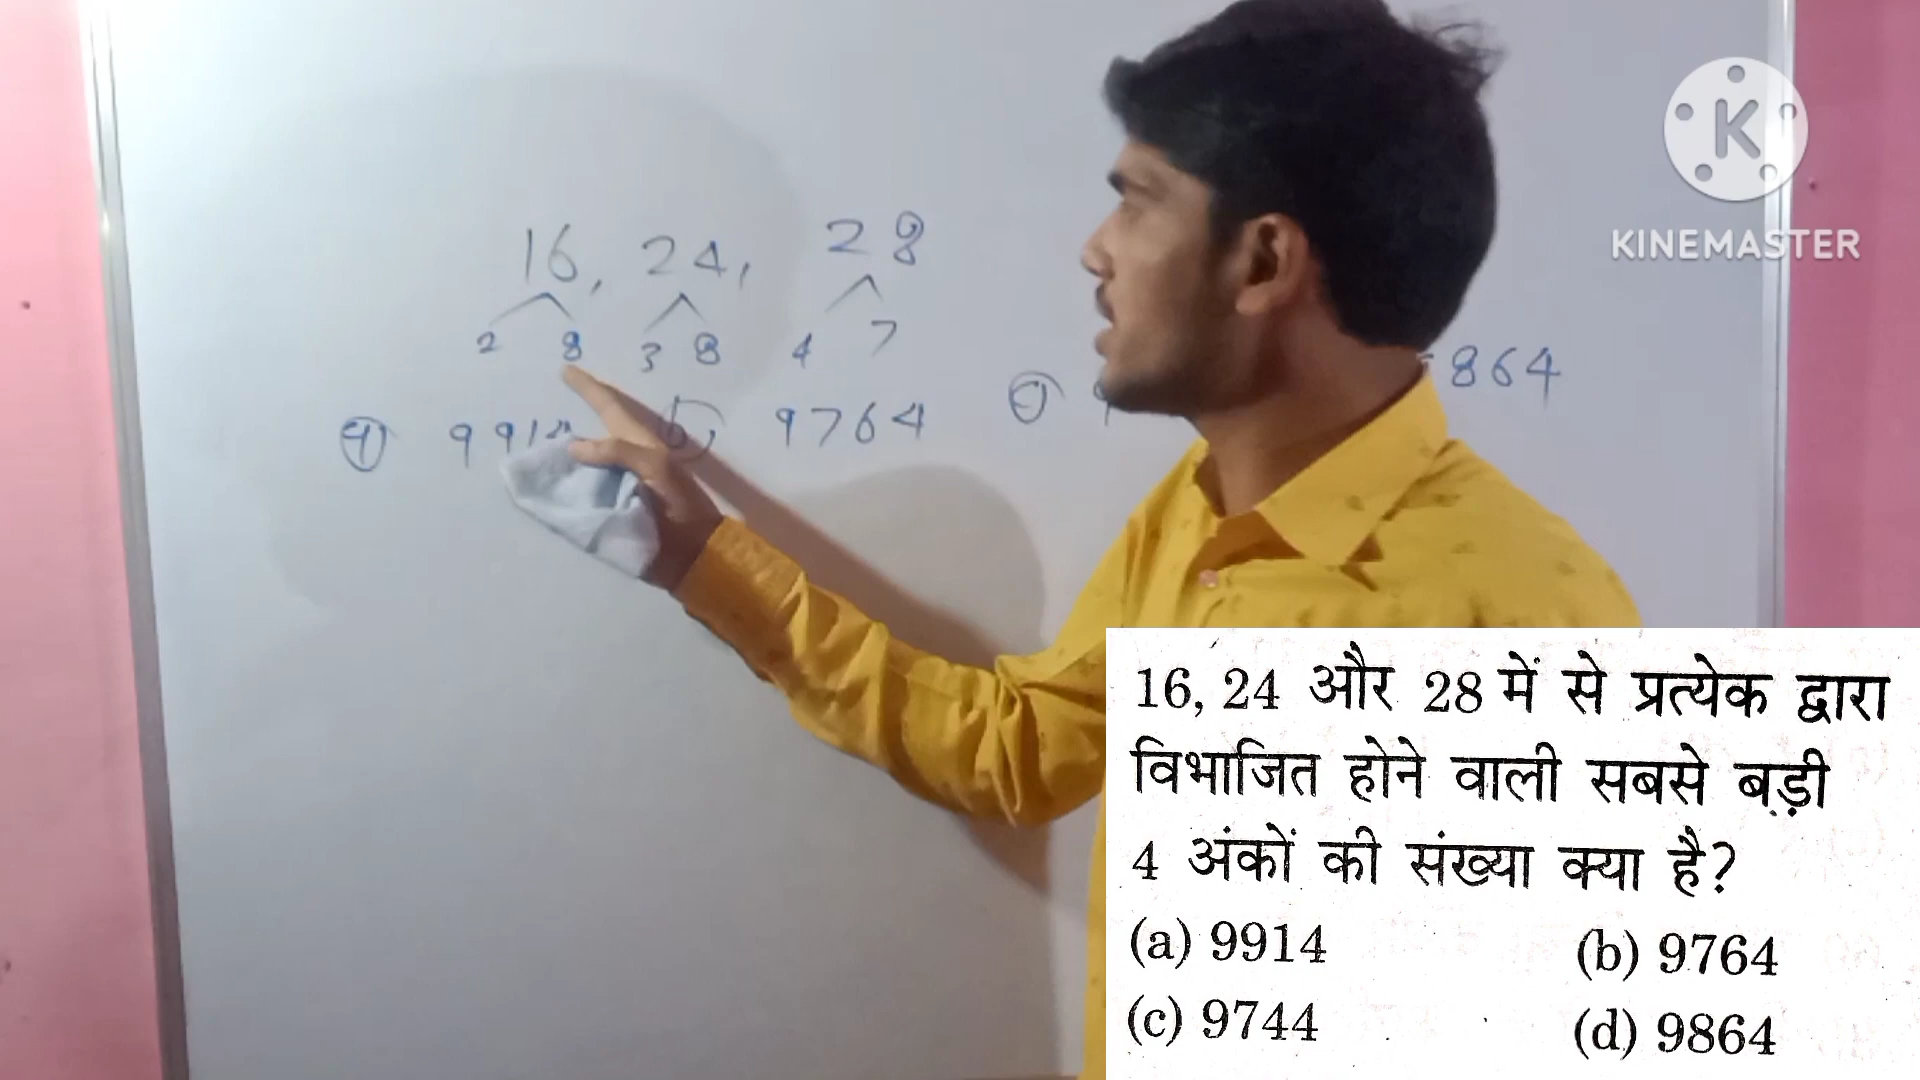 16, 24, 28
2 8 3 8 4 7
864
a 991 b, 9764
K
KINEMASTER
16, 24 और 28 में से प्रत्येक द्वारा
विभाजित होने वाली सबसे बड़ी
4 अंकों की संख्या क्या है?
(a) 9914 (b) 9764
(c) 9744 (d) 9864